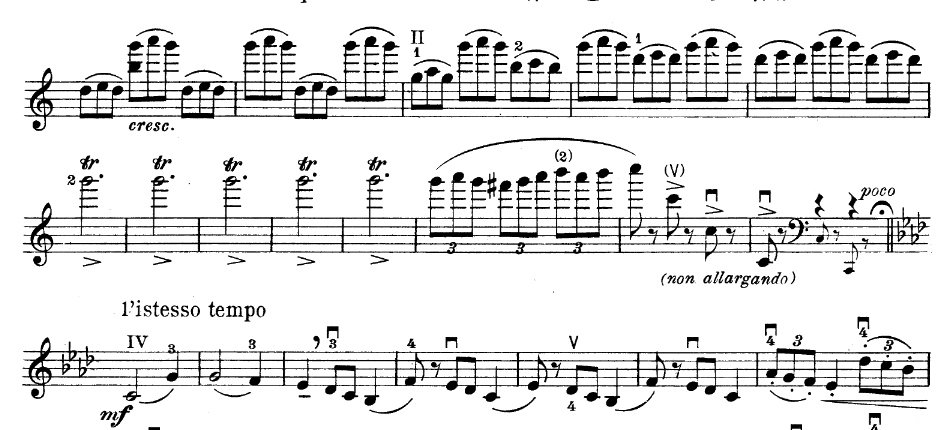 II
1 2 1
cresc.
tr tr tr tr tr
2 (2) (V)
poco
3 3 3
(non allargando)
l'istesso tempo
IV 3 3 3 4 V 4 3 4 3
mf 4
4